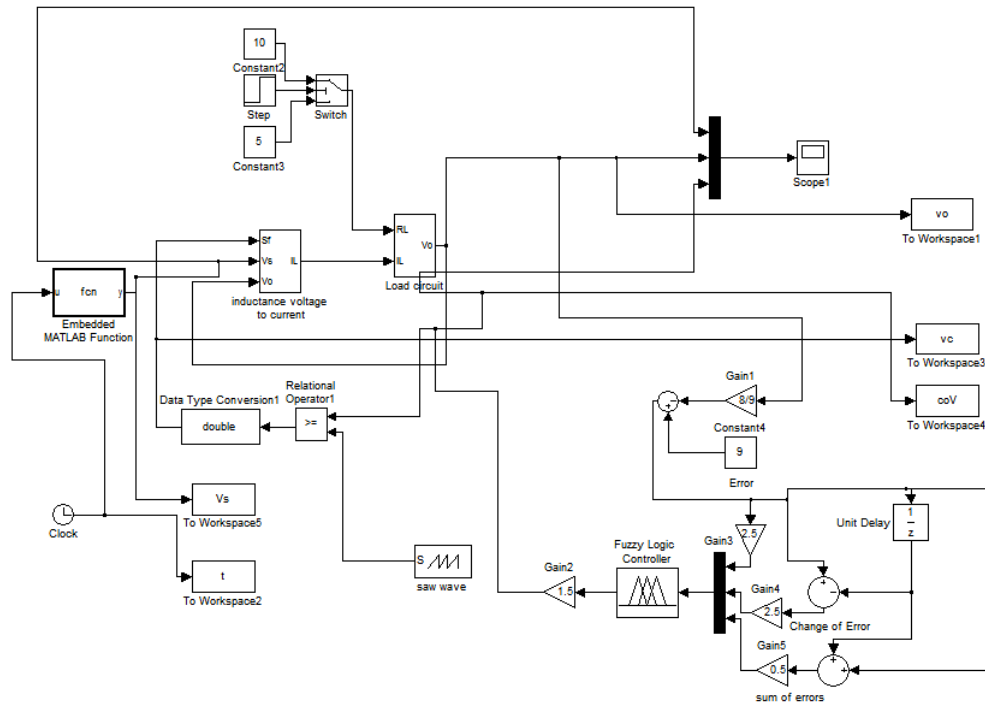 10
Constant2
Step
Switch
5
Constant3
Scope1
vo
To Workspace1
RL
Vo
IL
Load circuit
Sf
Vs
IL
Vo
inductance voltage
to current
u
fcn
y
Embedded
MATLAB Function
vc
To Workspace3
Gain1
8/9
coV
To Workspace4
Data Type Conversion1
double
Relational
Operator1
>=
-
+
Constant4
9
Error
Vs
To Workspace5
Clock
t
To Workspace2
S
saw wave
Gain2
1.5
Fuzzy Logic
Controller
Gain3
2.5
Unit Delay
1
z
Gain4
2.5
+
-
Change of Error
Gain5
0.5
+
+
sum of errors